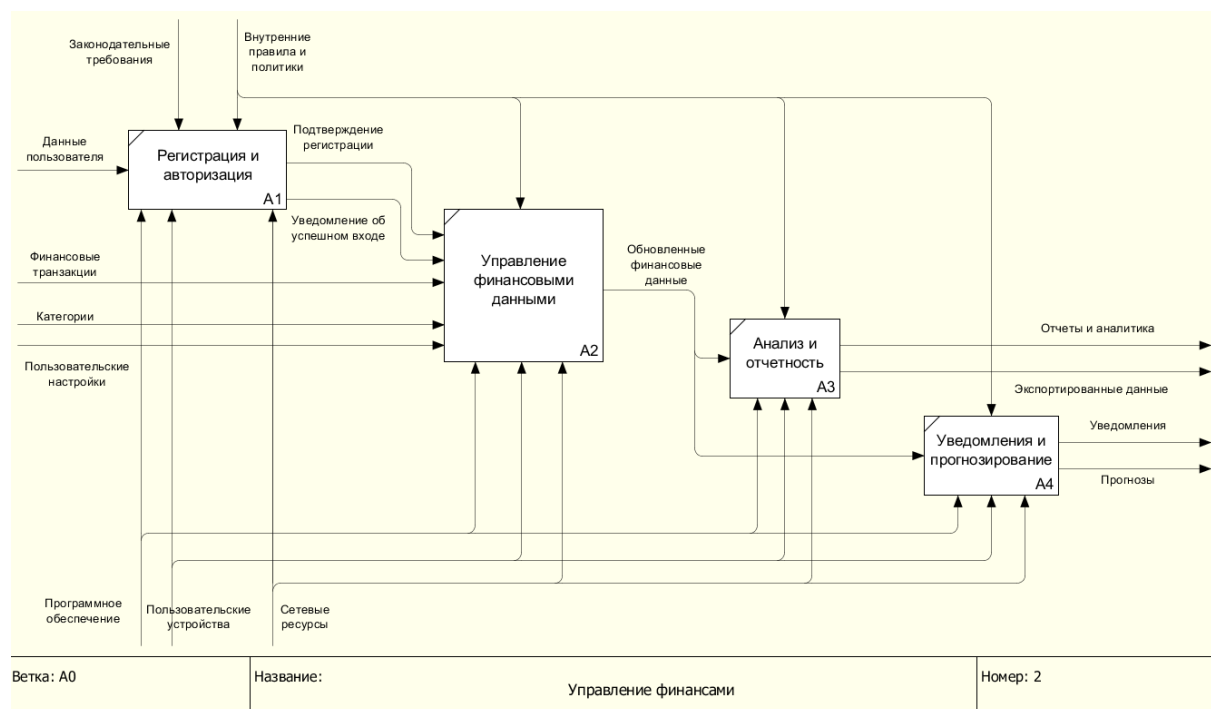 Законодательные
требования
Внутренние
правила и
политики
Данные
пользователя
Регистрация и
авторизация
A1
Подтверждение
регистрации
Уведомление об
успешном входе
Финансовые
транзакции
Категории
Пользовательские
настройки
Управление
финансовыми
данными
A2
Обновленные
финансовые
данные
Анализ и
отчетность
A3
Отчеты и аналитика
Экспортированные данные
Уведомления и
прогнозирование
A4
Уведомления
Прогнозы
Программное
обеспечение
Пользовательские
устройства
Сетевые
ресурсы
Ветка: A0
Название:
Управление финансами
Номер: 2